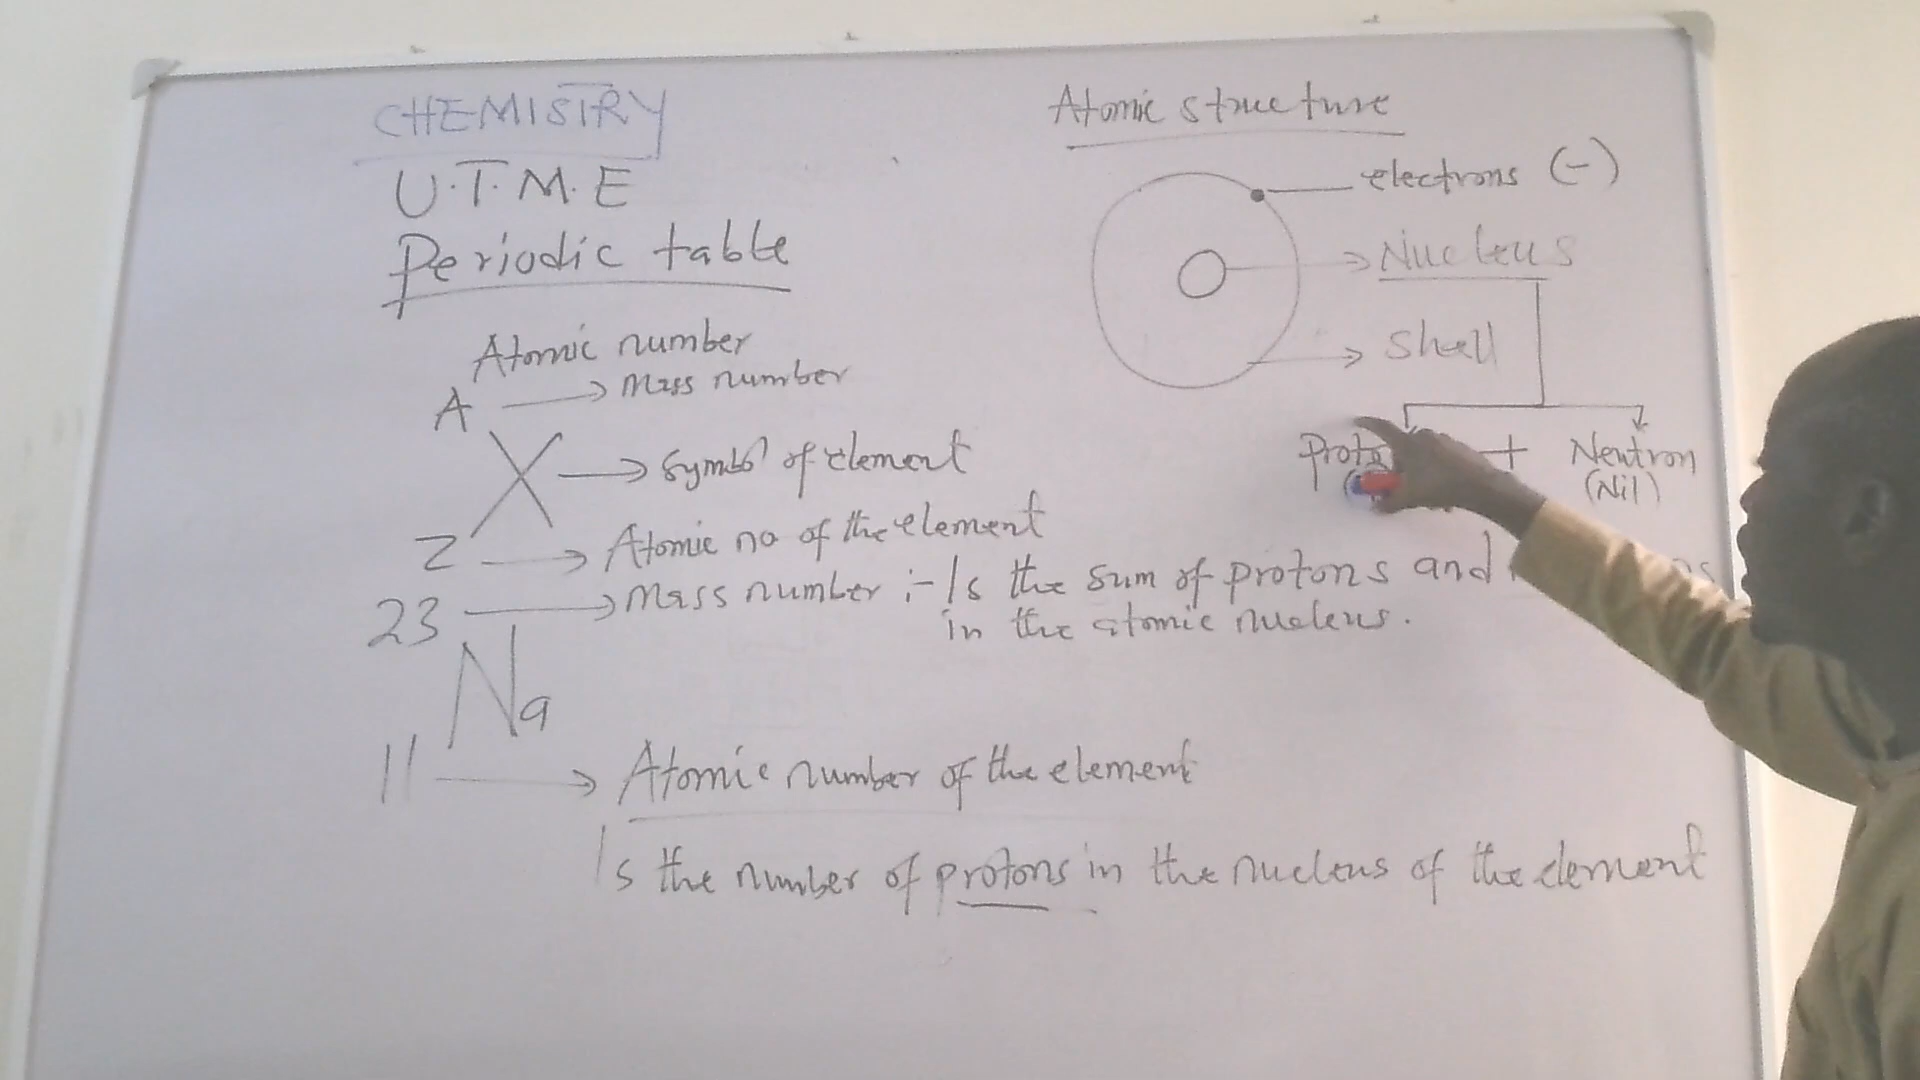 CHEMISTRY
U.T.M.E
Periodic table
Atomic number
A → Mass number
X → Symbol of element
Z → Atomic no of the element
23 → Mass number :- Is the sum of protons and
in the atomic nucleus.
Na
11 → Atomic number of the element
Is the number of protons in the nucleus of the element
Atomic structure
electrons (-)
→ Nucleus
→ Shell
+ Neutron
(Nil)